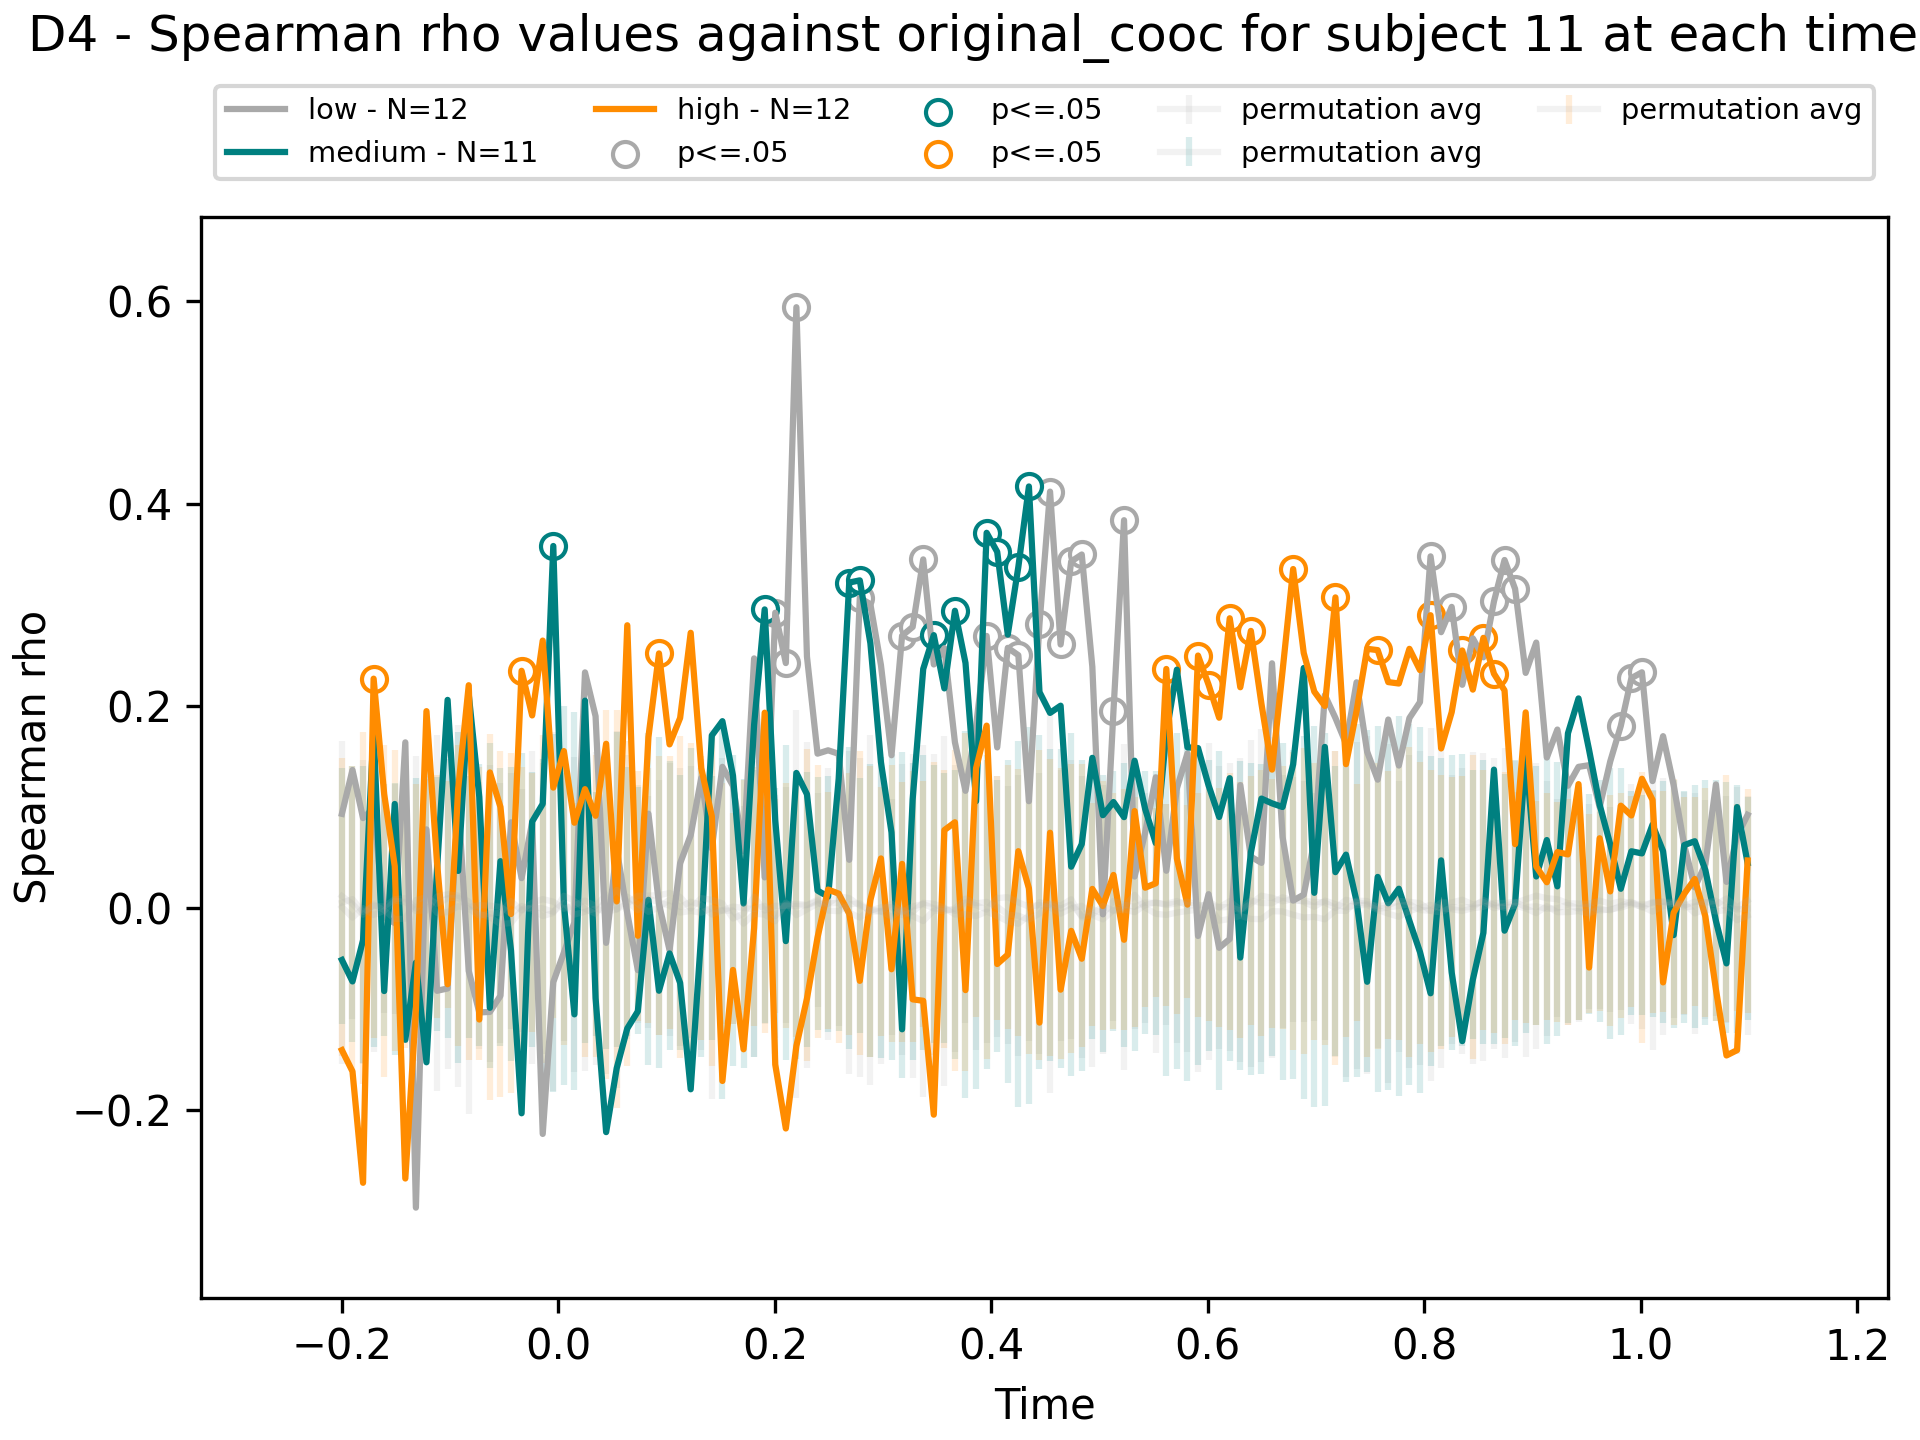 D4 - Spearman rho values against original_cooc for subject 11 at each time
low - N=12
medium - N=11
high - N=12
p<=.05
p<=.05
p<=.05
permutation avg
permutation avg
permutation avg
Spearman rho
0.6
0.4
0.2
0.0
−0.2
−0.2
0.0
0.2
0.4
0.6
0.8
1.0
1.2
Time